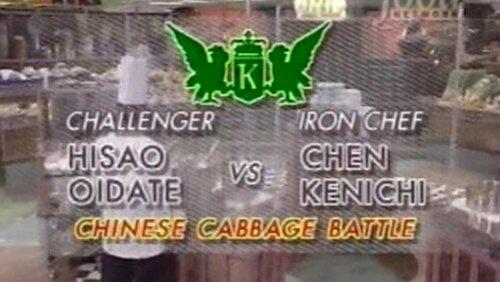 K
CHALLENGER IRON CHEF
HISAO VS CHEN
OIDATE KENICHI
CHINESE CABBAGE BATTLE